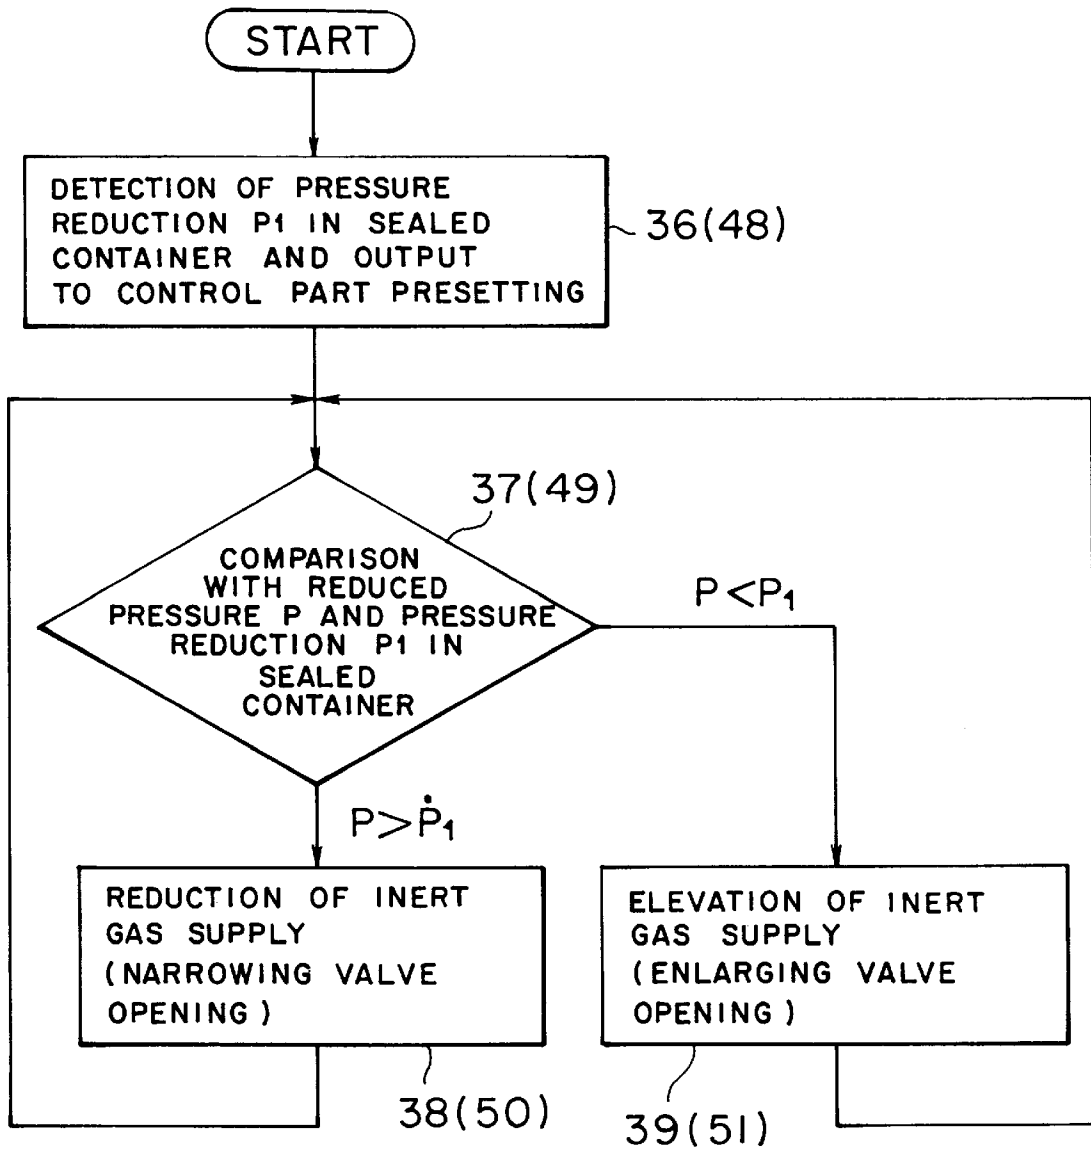 START
DETECTION OF PRESSURE
REDUCTION P1 IN SEALED
CONTAINER AND OUTPUT
TO CONTROL PART PRESETTING
36(48)
37(49)
COMPARISON
WITH REDUCED
PRESSURE P AND PRESSURE
REDUCTION P1 IN
SEALED
CONTAINER
P<P1
P>Ṗ1
REDUCTION OF INERT
GAS SUPPLY
(NARROWING VALVE
OPENING)
38(50)
ELEVATION OF INERT
GAS SUPPLY
(ENLARGING VALVE
OPENING)
39(51)